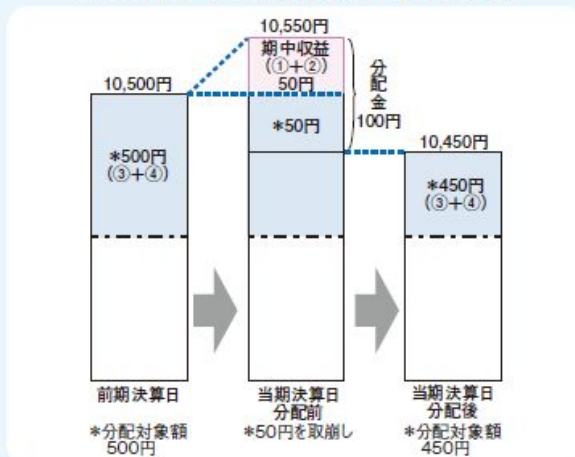 10,550円
期中収益
(①+②)
50円
分配金
100円
10,500円
*500円
(③+④)
*50円
10,450円
*450円
(③+④)
前期決算日
*分配対象額
500円
当期決算日
分配前
*50円を取崩し
当期決算日
分配後
*分配対象額
450円